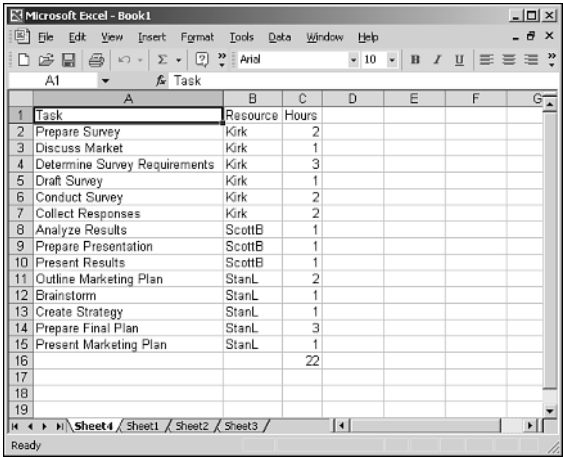 Microsoft Excel - Book1
File Edit View Insert Format Tools Data Window Help
Σ ? » Arial 10 B I U »
A1 fx Task
A B C D E F G
1 Task Resource Hours
2 Prepare Survey Kirk 2
3 Discuss Market Kirk 1
4 Determine Survey Requirements Kirk 3
5 Draft Survey Kirk 1
6 Conduct Survey Kirk 2
7 Collect Responses Kirk 2
8 Analyze Results ScottB 1
9 Prepare Presentation ScottB 1
10 Present Results ScottB 1
11 Outline Marketing Plan StanL 2
12 Brainstorm StanL 1
13 Create Strategy StanL 1
14 Prepare Final Plan StanL 3
15 Present Marketing Plan StanL 1
16 22
17
18
19
Sheet4 / Sheet1 / Sheet2 / Sheet3 /
Ready